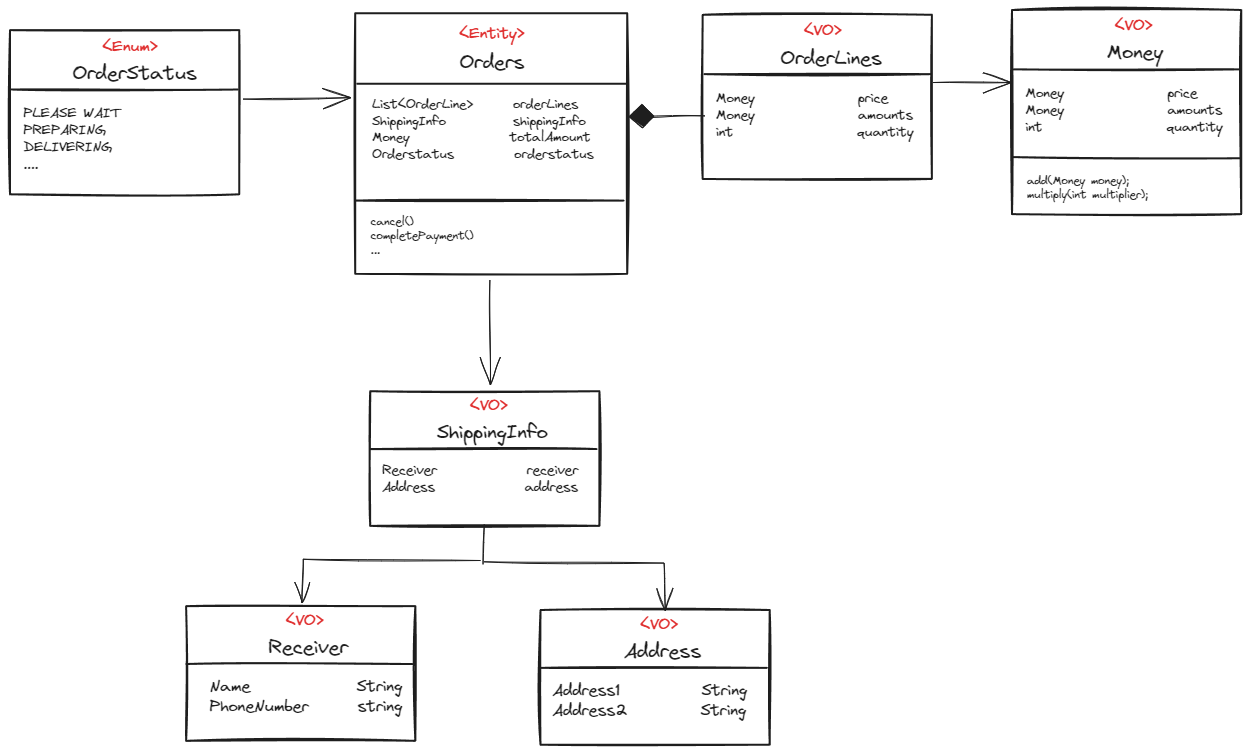 <Enum>
OrderStatus
PLEASE WAIT
PREPARING
DELIVERING
....
<Entity>
Orders
List<OrderLine> orderLines
ShippingInfo shippingInfo
Money totalAmount
Orderstatus orderstatus
cancel()
completePayment()
...
<VO>
OrderLines
Money price
Money amounts
int quantity
<VO>
Money
Money price
Money amounts
int quantity
add(Money money);
multiply(int multiplier);
<VO>
ShippingInfo
Receiver receiver
Address address
<VO>
Receiver
Name String
PhoneNumber string
<VO>
Address
Address1 String
Address2 String